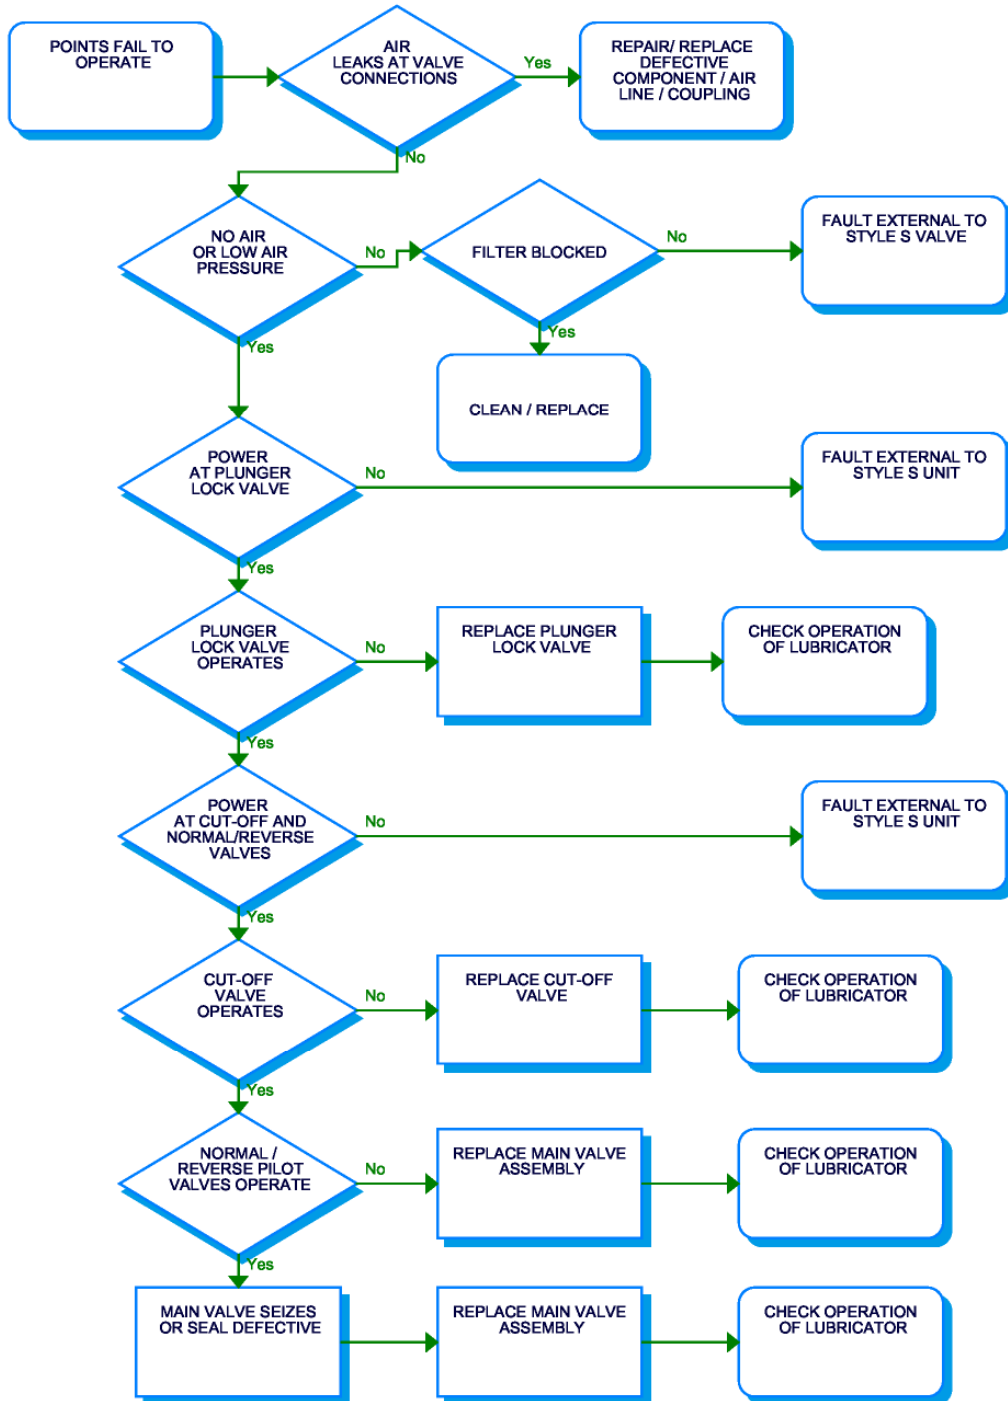 POINTS FAIL TO
OPERATE
AIR
LEAKS AT VALVE
CONNECTIONS
Yes
REPAIR/ REPLACE
DEFECTIVE
COMPONENT / AIR
LINE / COUPLING
No
NO AIR
OR LOW AIR
PRESSURE
No
FILTER BLOCKED
No
FAULT EXTERNAL TO
STYLE S VALVE
Yes
Yes
CLEAN / REPLACE
POWER
AT PLUNGER
LOCK VALVE
No
FAULT EXTERNAL TO
STYLE S UNIT
Yes
PLUNGER
LOCK VALVE
OPERATES
No
REPLACE PLUNGER
LOCK VALVE
CHECK OPERATION
OF LUBRICATOR
Yes
POWER
AT CUT-OFF AND
NORMAL/REVERSE
VALVES
No
FAULT EXTERNAL TO
STYLE S UNIT
Yes
CUT-OFF
VALVE
OPERATES
No
REPLACE CUT-OFF
VALVE
CHECK OPERATION
OF LUBRICATOR
Yes
NORMAL /
REVERSE PILOT
VALVES OPERATE
No
REPLACE MAIN VALVE
ASSEMBLY
CHECK OPERATION
OF LUBRICATOR
Yes
MAIN VALVE SEIZES
OR SEAL DEFECTIVE
REPLACE MAIN VALVE
ASSEMBLY
CHECK OPERATION
OF LUBRICATOR